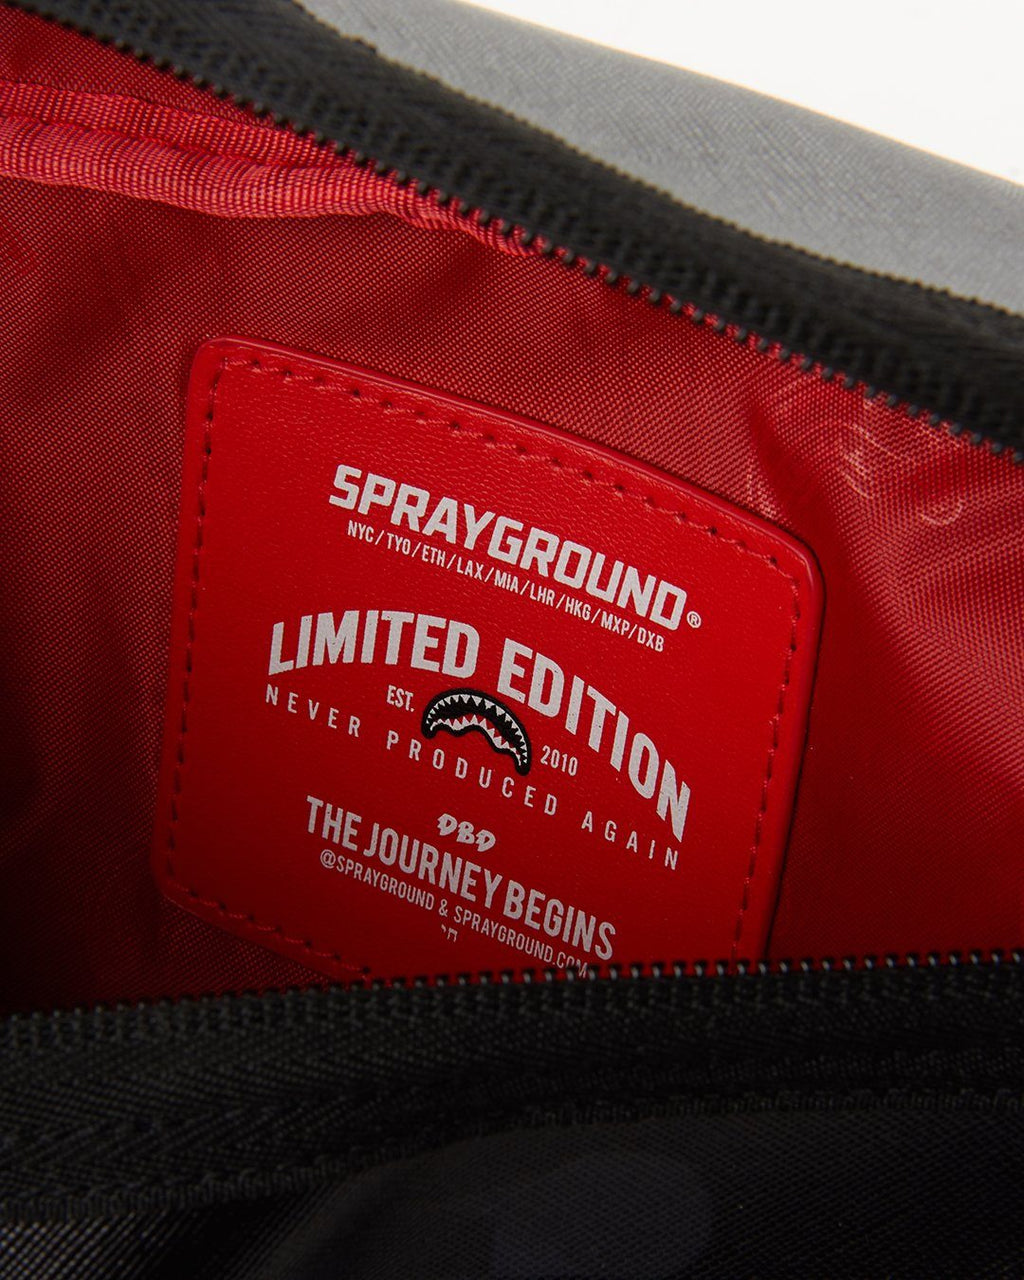 SPRAYGROUND®
NYC/TYO/ETH/LAX/MIA/LHR/HKG/MXP/DXB
LIMITED EDITION
EST. 2010
NEVER PRODUCED AGAIN
DBD
THE JOURNEY BEGINS
@SPRAYGROUND & SPRAYGROUND.COM
חי